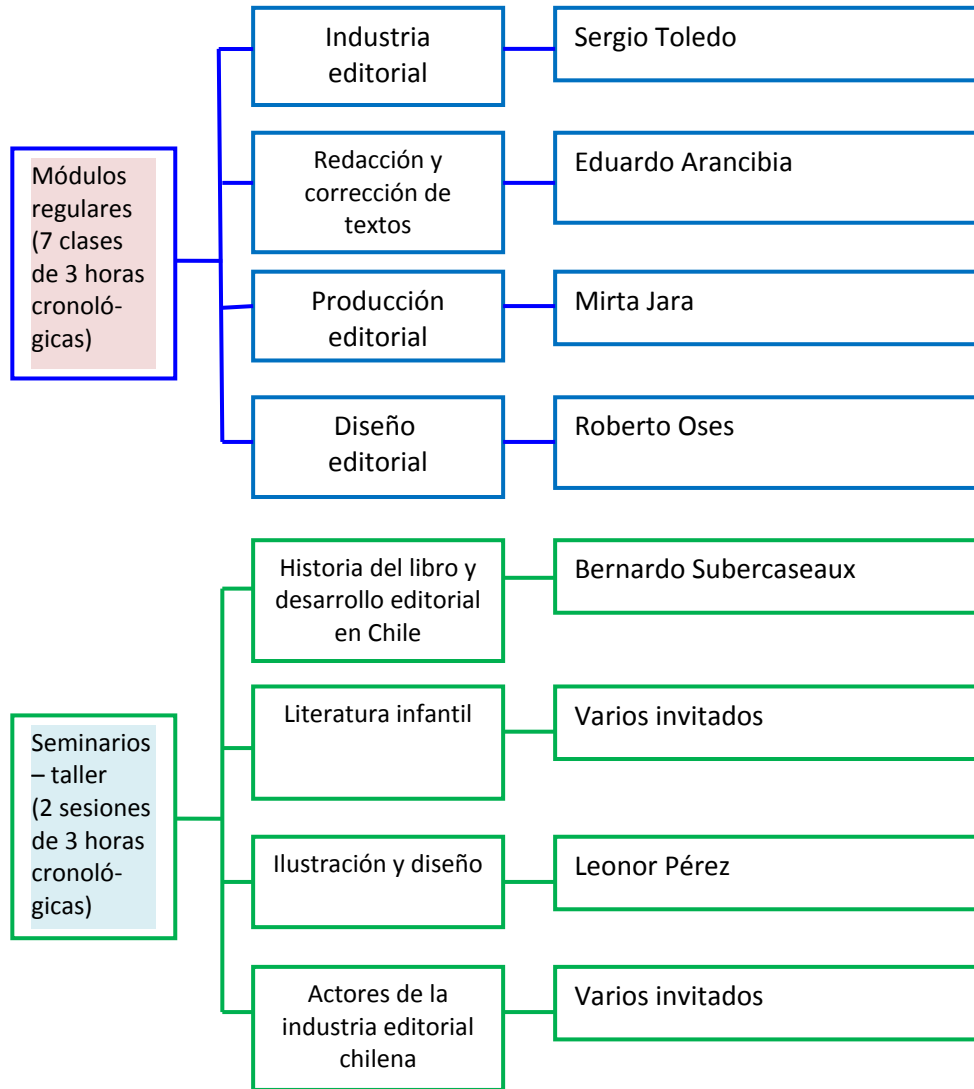 Módulos
regulares
(7 clases
de 3 horas
cronoló-
gicas)
Industria
editorial
Sergio Toledo
Redacción y
corrección de
textos
Eduardo Arancibia
Producción
editorial
Mirta Jara
Diseño
editorial
Roberto Oses
Seminarios
– taller
(2 sesiones
de 3 horas
cronoló-
gicas)
Historia del libro y
desarrollo editorial
en Chile
Bernardo Subercaseaux
Literatura infantil
Varios invitados
Ilustración y diseño
Leonor Pérez
Actores de la
industria editorial
chilena
Varios invitados